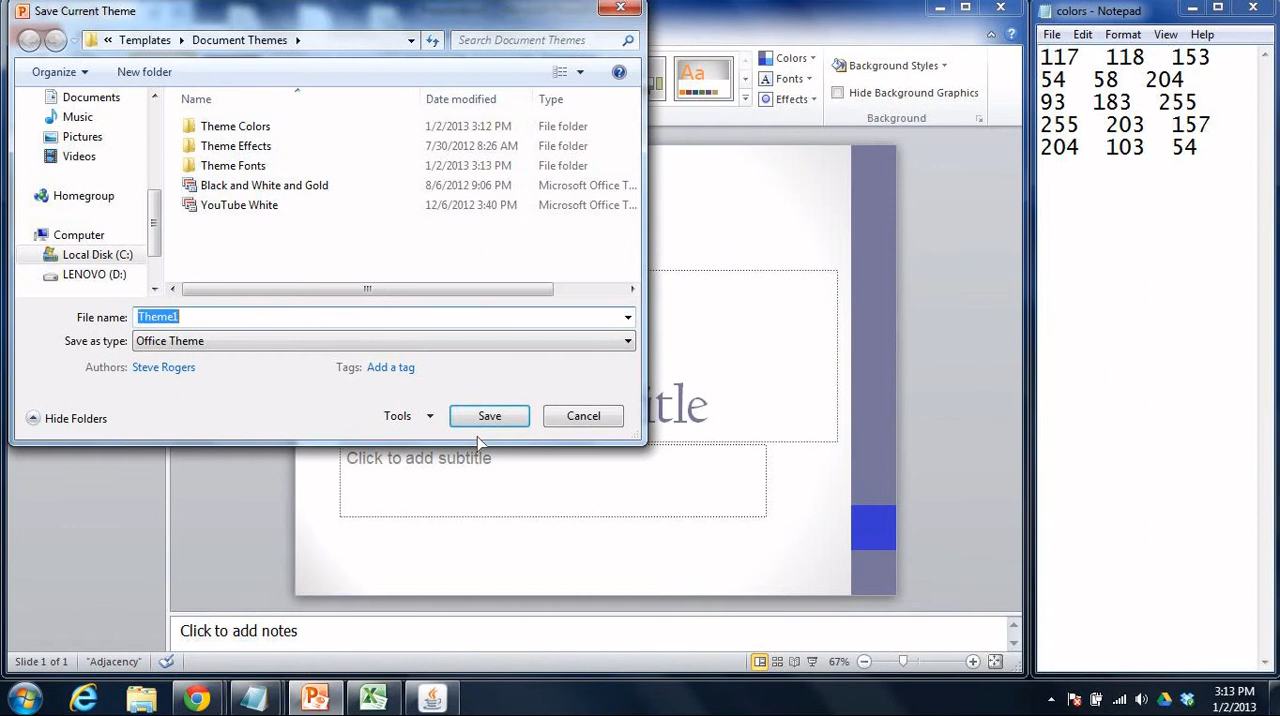 Save Current Theme
« Templates Document Themes
Search Document Themes
Organize
New folder
Documents
Music
Pictures
Videos
Homegroup
Computer
Local Disk (C:)
LENOVO (D:)
Name Date modified Type
Theme Colors 1/2/2013 3:12 PM File folder
Theme Effects 7/30/2012 8:26 AM File folder
Theme Fonts 1/2/2013 3:13 PM File folder
Black and White and Gold 8/6/2012 9:06 PM Microsoft Office T...
YouTube White 12/6/2012 3:40 PM Microsoft Office T...
File name: Theme1
Save as type: Office Theme
Authors: Steve Rogers Tags: Add a tag
Hide Folders
Tools
Save
Cancel
Aa
Colors
Fonts
Effects
Background Styles
Hide Background Graphics
Background
itle
Click to add subtitle
Click to add notes
Slide 1 of 1 "Adjacency" 67%
colors - Notepad
File Edit Format View Help
117 118 153
54 58 204
93 183 255
255 203 157
204 103 54
3:13 PM
1/2/2013